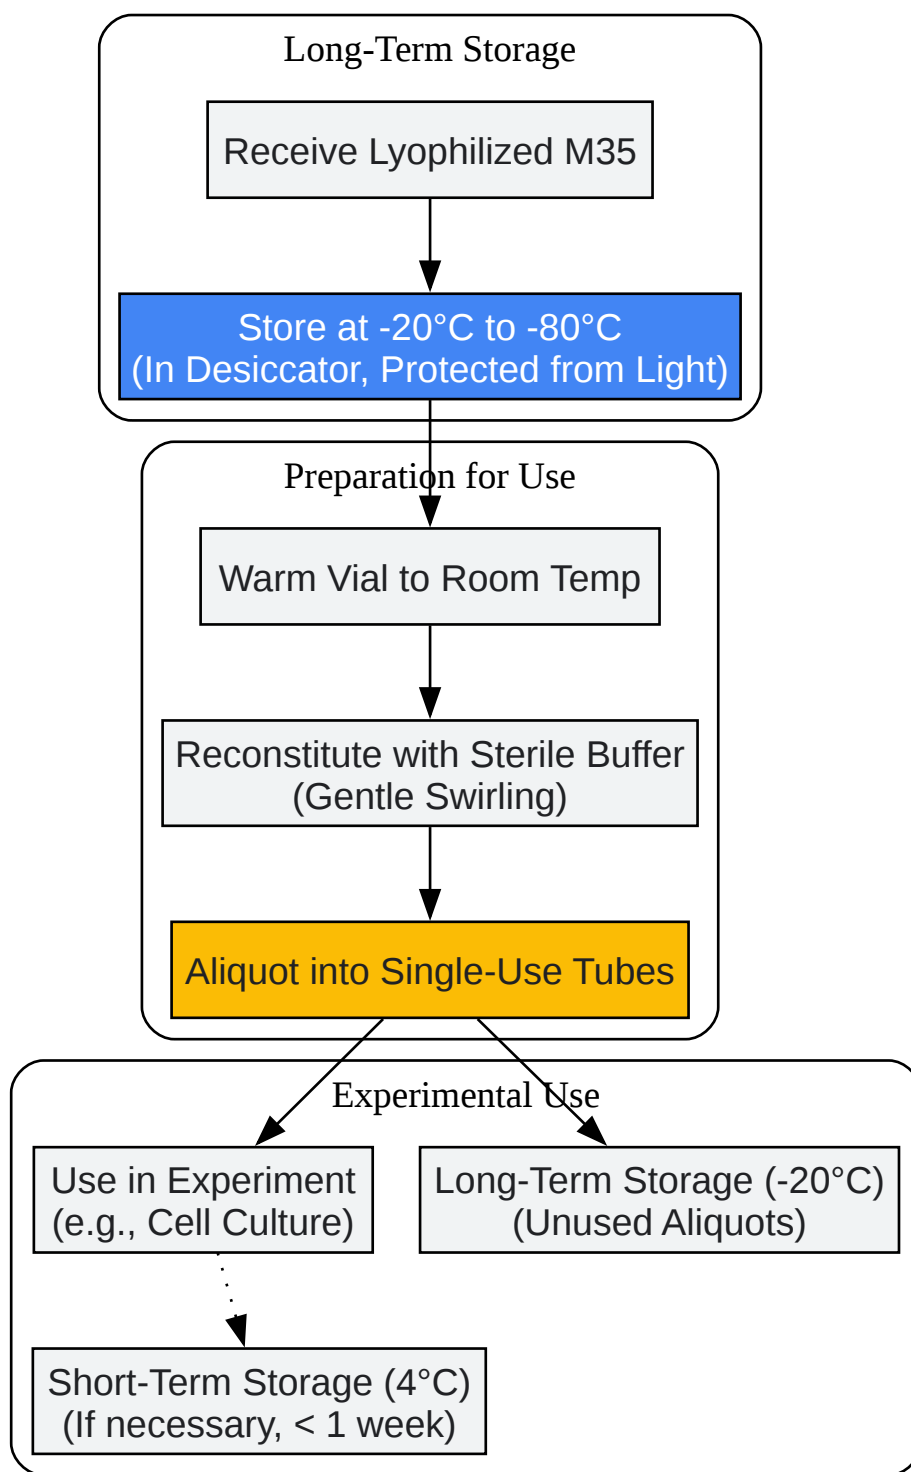 Long-Term Storage
Receive Lyophilized M35
Store at -20°C to -80°C
(In Desiccator, Protected from Light)
Preparation for Use
Warm Vial to Room Temp
Reconstitute with Sterile Buffer
(Gentle Swirling)
Aliquot into Single-Use Tubes
Experimental Use
Use in Experiment
(e.g., Cell Culture)
Long-Term Storage (-20°C)
(Unused Aliquots)
Short-Term Storage (4°C)
(If necessary, < 1 week)